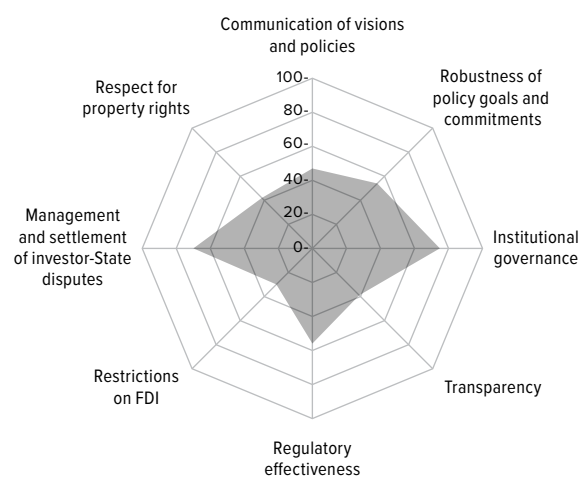 Communication of visions
and policies
Robustness of
policy goals and
commitments
Institutional
governance
Transparency
Regulatory
effectiveness
Restrictions
on FDI
Management
and settlement
of investor-State
disputes
Respect for
property rights
100-
80-
60-
40-
20-
0-